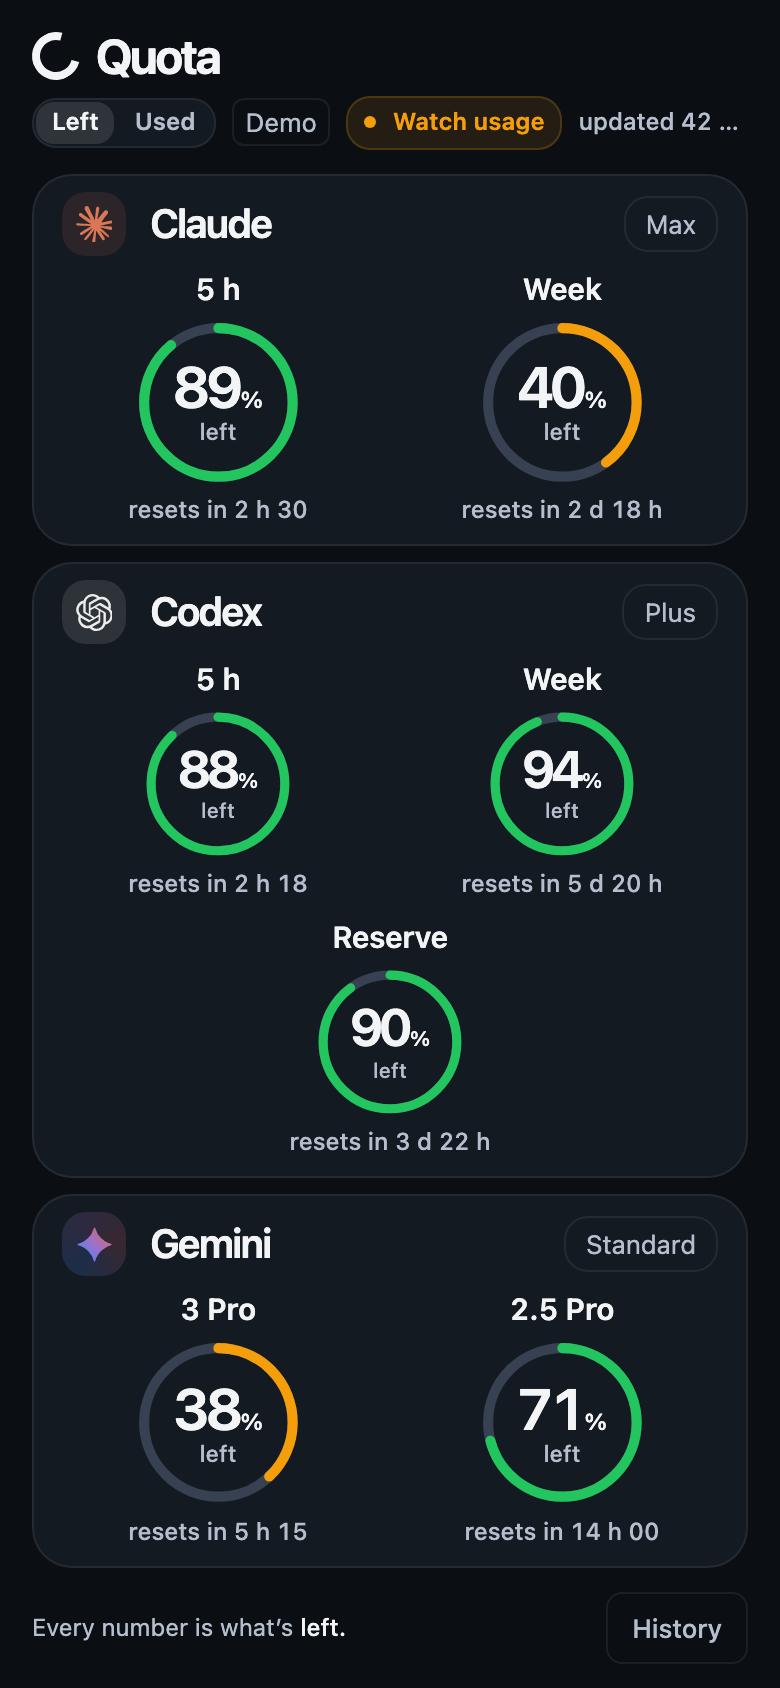 Quota
Left Used Demo Watch usage updated 42 ...
Claude Max
5 h Week
89% 40%
left left
resets in 2 h 30 resets in 2 d 18 h
Codex Plus
5 h Week
88% 94%
left left
resets in 2 h 18 resets in 5 d 20 h
Reserve
90%
left
resets in 3 d 22 h
Gemini Standard
3 Pro 2.5 Pro
38% 71%
left left
resets in 5 h 15 resets in 14 h 00
Every number is what’s left. History